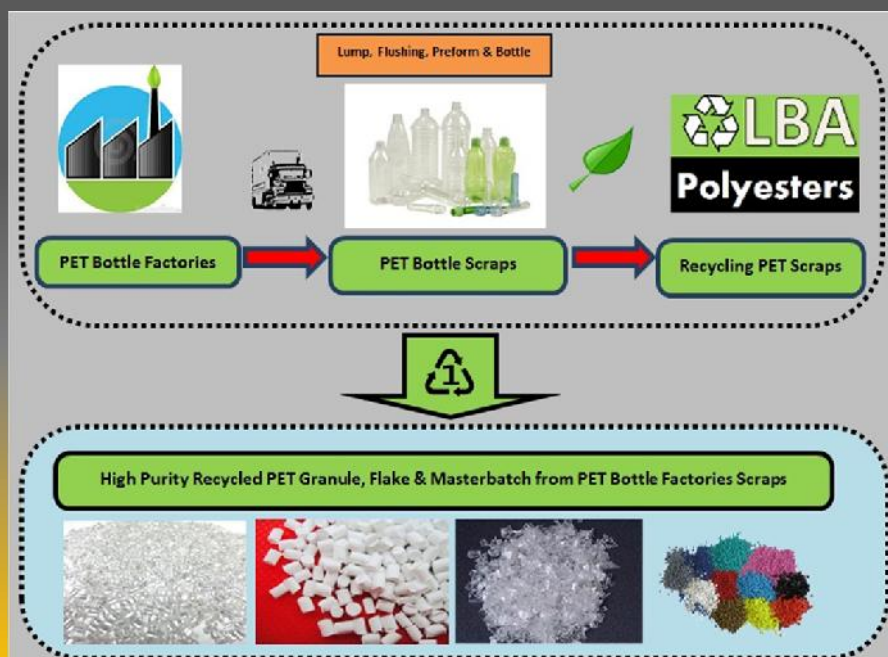 Lump, Flushing, Preform & Bottle
LBA
Polyesters
PET Bottle Factories
PET Bottle Scraps
Recycling PET Scraps
1
High Purity Recycled PET Granule, Flake & Masterbatch from PET Bottle Factories Scraps